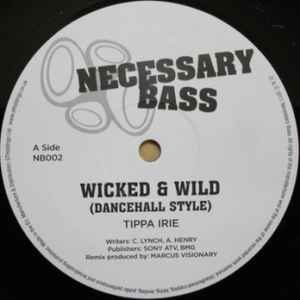 NECESSARY
BASS
A Side
NB002
WICKED & WILD
(DANCEHALL STYLE)
TIPPA IRIE
Writers: C. LYNCH, A. HENRY
Publishers: SONY ATV, BMG.
Remix produced by: MARCUS VISIONARY